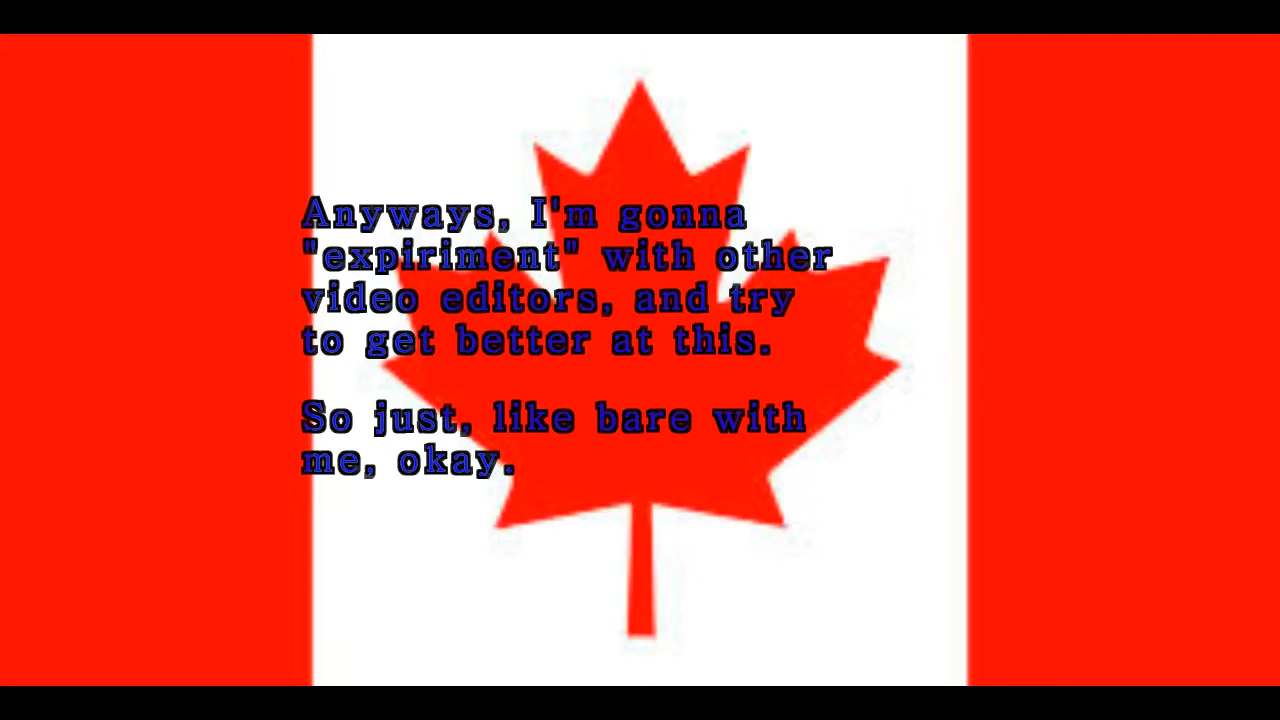 Anyways, I'm gonna
"expiriment" with other
video editors, and try
to get better at this.
So just, like bare with
me, okay.